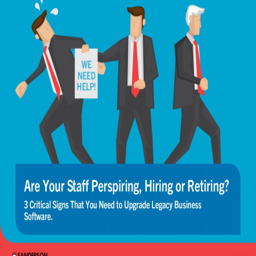 WE
NEED
HELP!
Are Your Staff Perspiring, Hiring or Retiring?
3 Critical Signs That You Need to Upgrade Legacy Business
Software.
SANDERSON